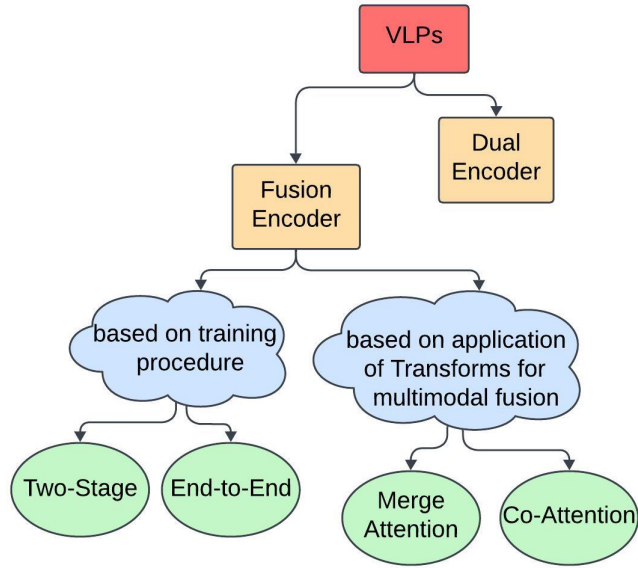 VLPs
Dual
Encoder
Fusion
Encoder
based on training
procedure
based on application
of Transforms for
multimodal fusion
Two-Stage
End-to-End
Merge
Attention
Co-Attention